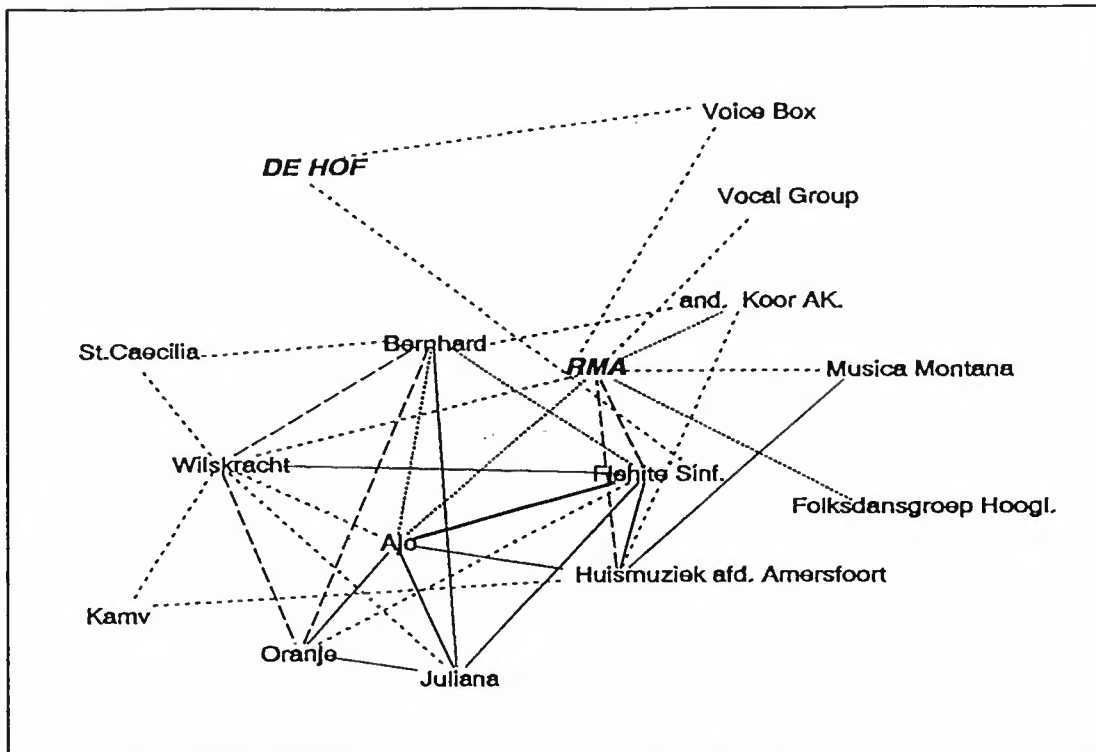 Voice Box
DE HOF
Vocal Group
and. Koor AK.
Bernhard
St.Caecilia
RMA
Musica Montana
Wilskracht
Flehite Sinf.
Folksdansgroep Hoogl.
Ajo
Huismuziek afd. Amersfoort
Kamv
Oranje
Juliana